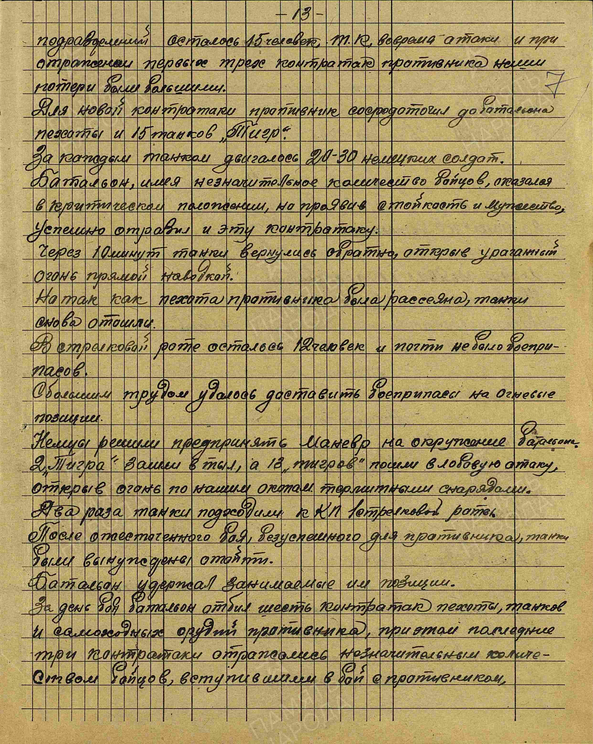 - 13 -
подразделений осталось 15 человек, т.к. вовремя атаки и при
отражении первых трех контратак противника наши
потери были большими.
7
Для новой контратаки противник сосредоточил до батальона
пехоты и 15 танков „Тигр“.
За каждым танком двигалось 20-30 немецких солдат.
Батальон, имея незначительное количество бойцов, оказался
в критическом положении, но проявив стойкость и мужество,
успешно отразил и эту контратаку.
Через 10 минут танки вернулись обратно, открыв ураганный
огонь прямой наводкой.
Но так как пехота противника была рассеяна, танки
снова отошли.
В стрелковой роте осталось 12 человек и почти не было боепри-
пасов.
С большим трудом удалось доставить боеприпасы на огневые
позиции.
Немцы решили предпринять маневр на окружение батальона.
2 „Тигра“ зашли в тыл, а 13 „тигров“ пошли в лобовую атаку,
открыв огонь по нашим окопам термитными снарядами.
Два раза танки подходили к КП 1 стрелковой роты.
После ожесточенного боя, безуспешного для противника, танки
были вынуждены отойти.
Батальон удержал занимаемые им позиции.
За день боя батальон отбил шесть контратак пехоты, танков
и самоходных орудий противника, при этом последние
три контратаки отражались незначительным количе-
ством бойцов, вступившими в бой с противником,
ПАМЯТЬ НАРОДА